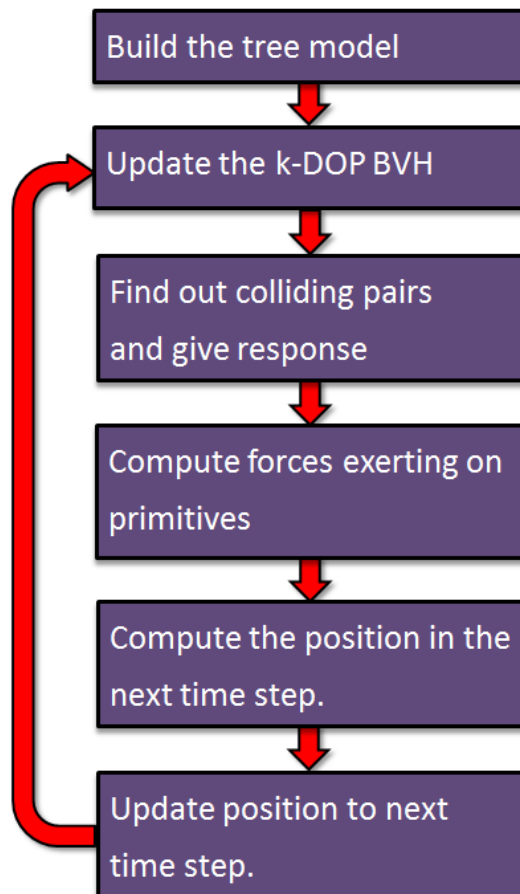 Build the tree model
Update the k-DOP BVH
Find out colliding pairs
and give response
Compute forces exerting on
primitives
Compute the position in the
next time step.
Update position to next
time step.